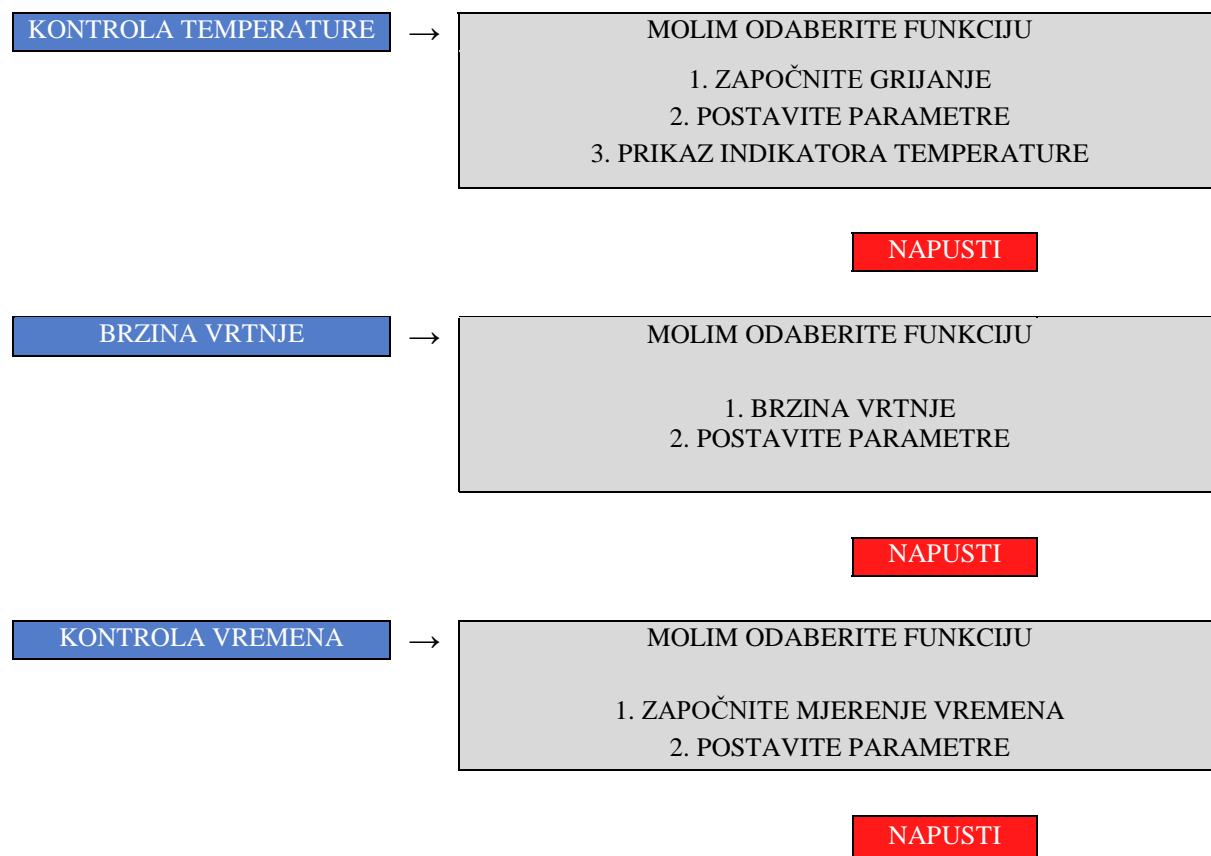 KONTROLA TEMPERATURE → MOLIM ODABERITE FUNKCIJU
1. ZAPOČNITE GRIJANJE
2. POSTAVITE PARAMETRE
3. PRIKAZ INDIKATORA TEMPERATURE
NAPUSTI
BRZINA VRTNJE → MOLIM ODABERITE FUNKCIJU
1. BRZINA VRTNJE
2. POSTAVITE PARAMETRE
NAPUSTI
KONTROLA VREMENA → MOLIM ODABERITE FUNKCIJU
1. ZAPOČNITE MJERENJE VREMENA
2. POSTAVITE PARAMETRE
NAPUSTI